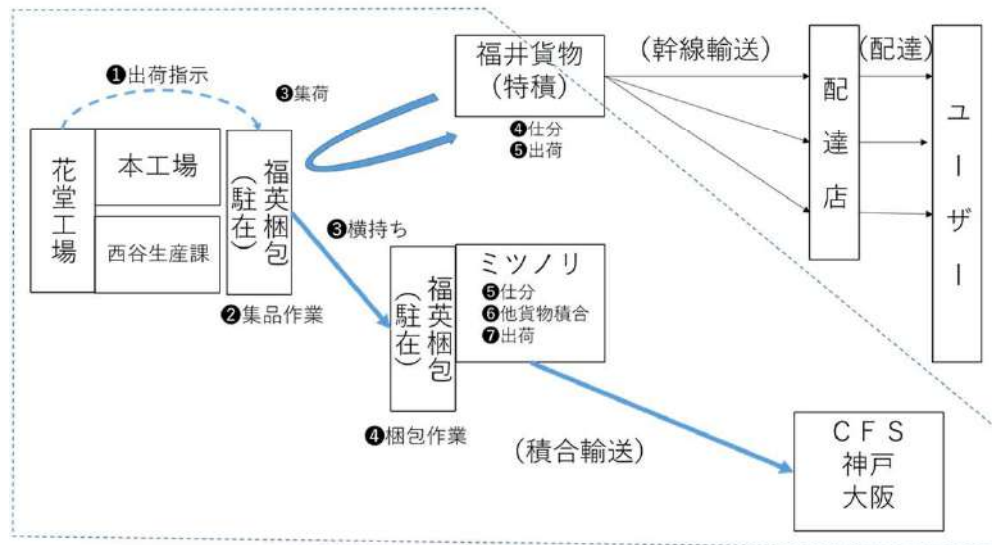 ❶出荷指示
花堂工場
本工場
西谷生産課
福英梱包
（駐在）
❷集品作業
❸集荷
福井貨物
（特積）
❹仕分
❺出荷
（幹線輸送）
配達店
（配達）
ユーザー
❸横持ち
福英梱包
（駐在）
❹梱包作業
ミツノリ
❺仕分
❻他貨物積合
❼出荷
（積合輸送）
ＣＦＳ
神戸
大阪